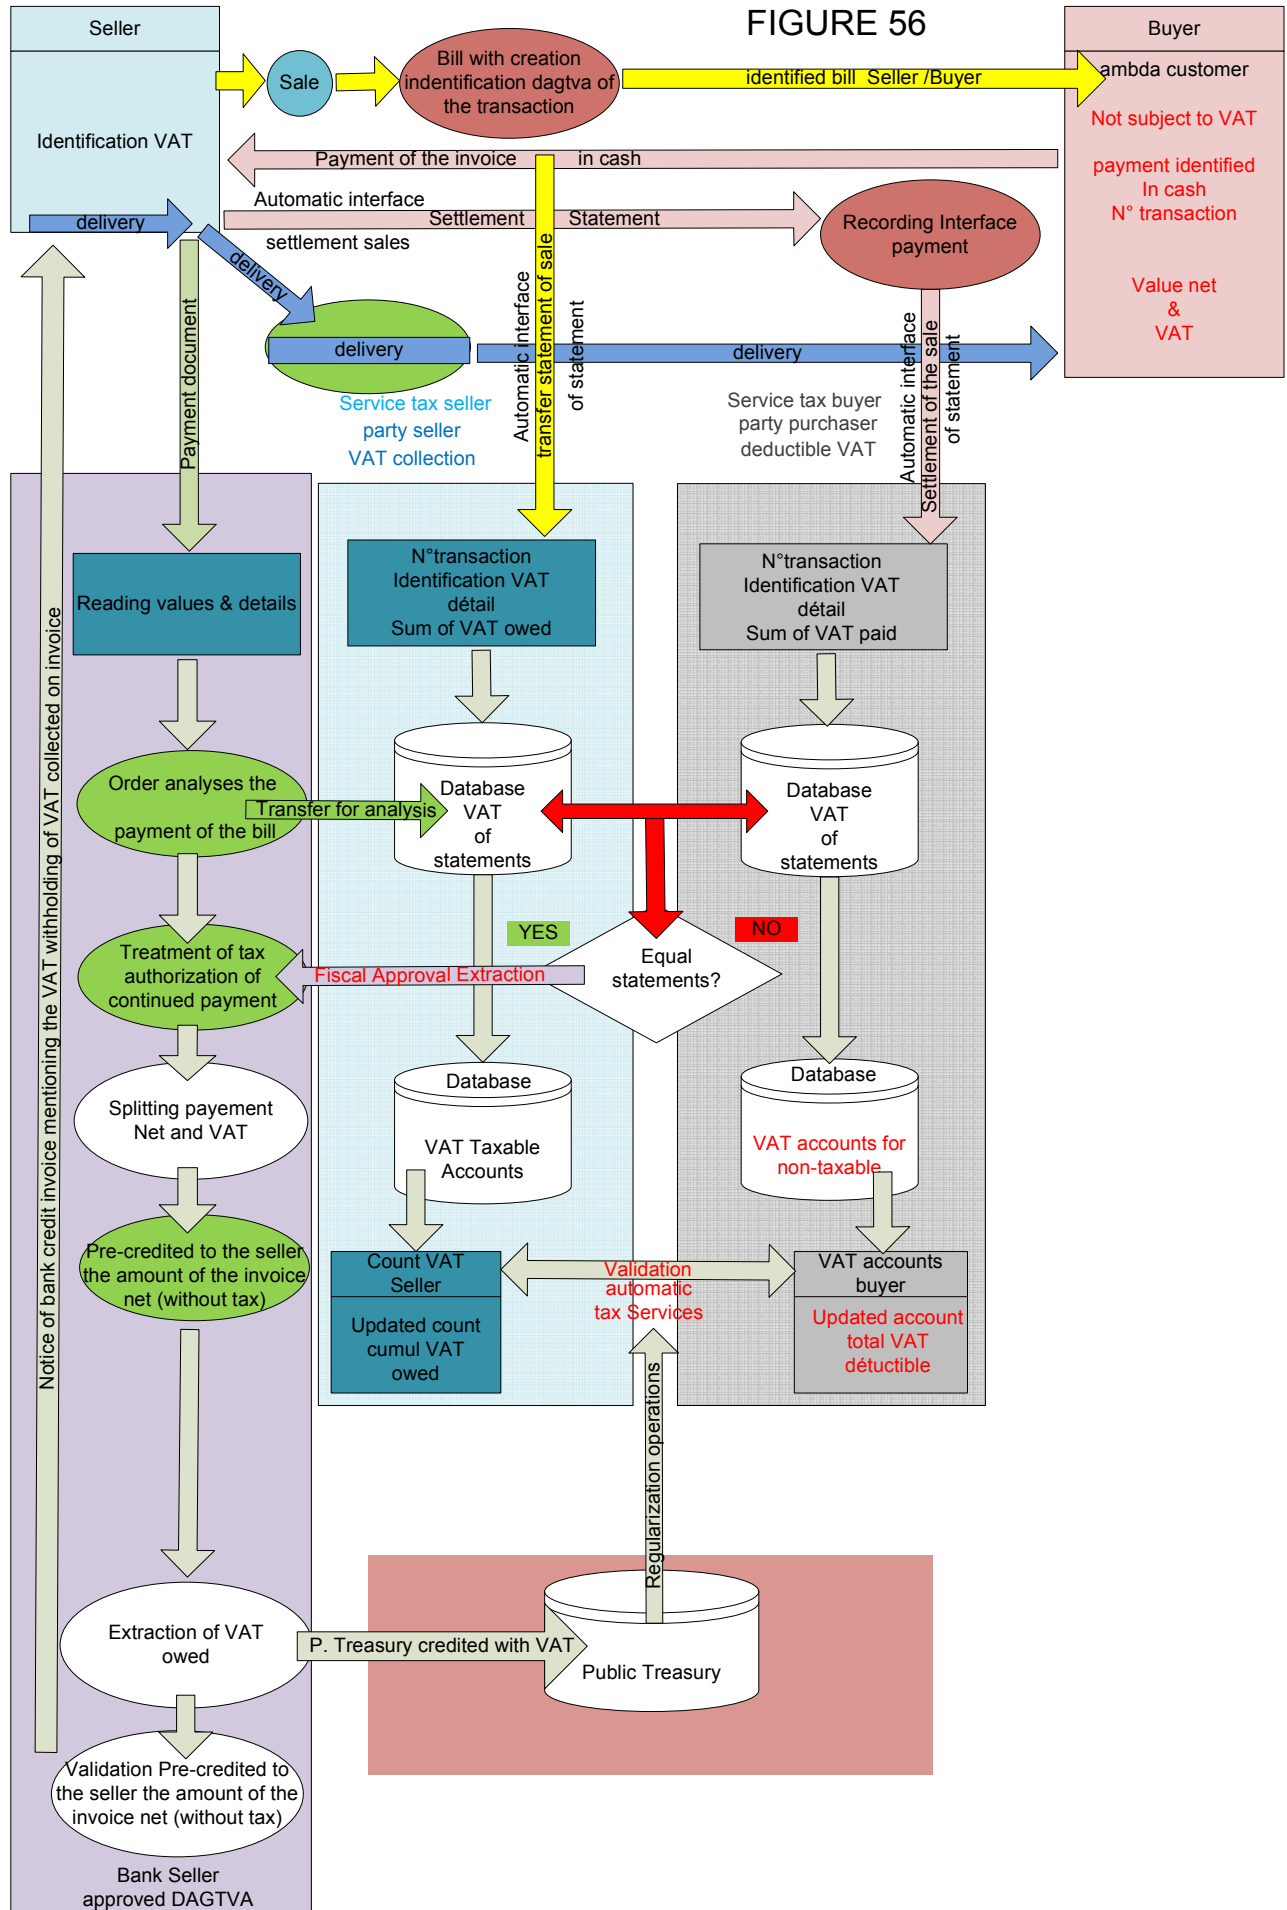 FIGURE 56
Seller
Identification VAT
Sale
Bill with creation
indentification dagtva of
the transaction
identified bill  Seller /Buyer
Buyer
ambda customer
Not subject to VAT
payment identified
In cash
N° transaction
Value net
&
VAT
Payment of the invoice
in cash
Automatic interface
Settlement
Statement
settlement sales
Recording Interface
payment
delivery
delivery
delivery
delivery
Payment document
Automatic interface
transfer statement of sale
of statement
Automatic interface
Settlement of the sale
of statement
Service tax seller
party seller
VAT collection
Service tax buyer
party purchaser
deductible VAT
Notice of bank credit invoice mentioning the VAT withholding of VAT collected on invoice
Reading values & details
N°transaction
Identification VAT
détail
Sum of VAT owed
N°transaction
Identification VAT
détail
Sum of VAT paid
Order analyses the
payment of the bill
Transfer for analysis
Database
VAT
of
statements
Database
VAT
of
statements
YES
NO
Equal
statements?
Treatment of tax
authorization of
continued payment
Fiscal Approval Extraction
Splitting payement
Net and VAT
Database
VAT Taxable
Accounts
Database
VAT accounts for
non-taxable
Pre-credited to the seller
the amount of the invoice
net (without tax)
Count VAT
Seller
Updated count
cumul VAT
owed
Validation
automatic
tax Services
VAT accounts
buyer
Updated account
total VAT
détuctible
Regularization operations
Extraction of VAT
owed
P. Treasury credited with VAT
Public Treasury
Validation Pre-credited to
the seller the amount of the
invoice net (without tax)
Bank Seller
approved DAGTVA